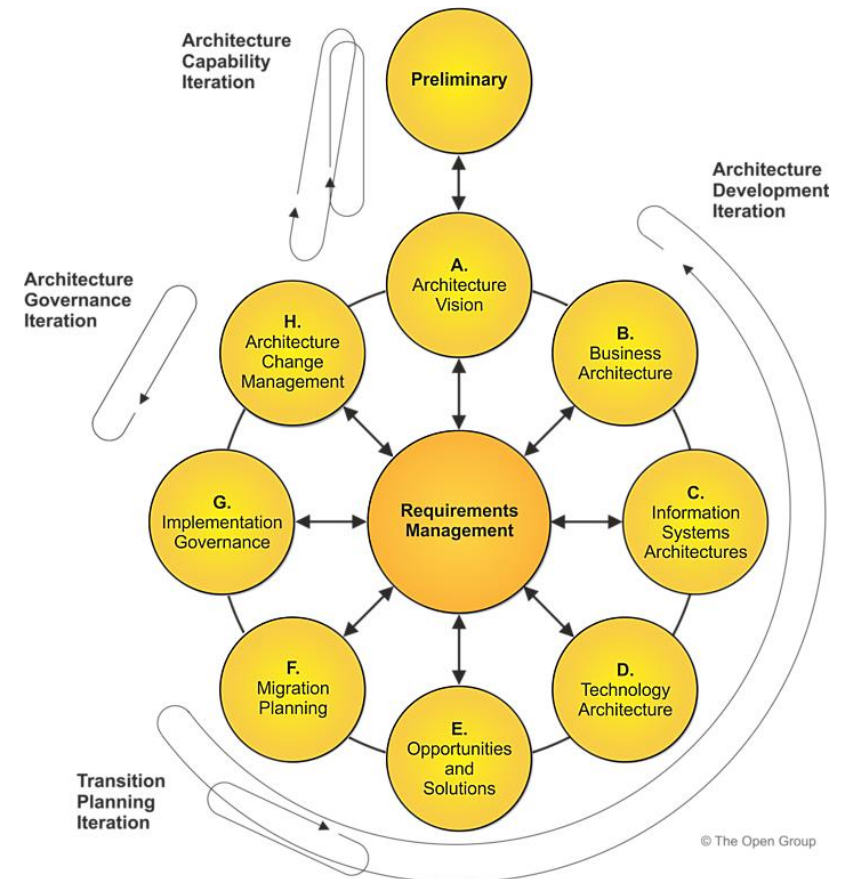 Architecture
Capability
Iteration
Preliminary
Architecture
Development
Iteration
A.
Architecture
Vision
Architecture
Governance
Iteration
H.
Architecture
Change
Management
B.
Business
Architecture
G.
Implementation
Governance
Requirements
Management
C.
Information
Systems
Architectures
F.
Migration
Planning
D.
Technology
Architecture
E.
Opportunities
and
Solutions
Transition
Planning
Iteration
© The Open Group